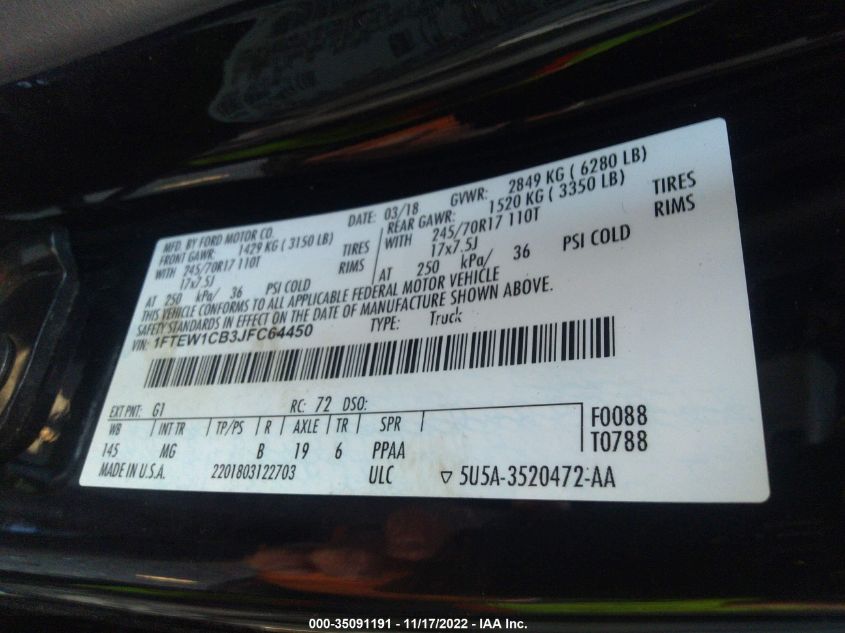 MFD. BY FORD MOTOR CO.
DATE: 03/18
GVWR: 2849 KG ( 6280 LB)
FRONT GAWR: 1429 KG ( 3150 LB)
REAR GAWR: 1520 KG ( 3350 LB)
WITH 245/70R17 110T TIRES
WITH 245/70R17 110T TIRES
17x7.5J RIMS
17x7.5J RIMS
AT 250 kPa/ 36 PSI COLD
AT 250 kPa/ 36 PSI COLD
THIS VEHICLE CONFORMS TO ALL APPLICABLE FEDERAL MOTOR VEHICLE
SAFETY STANDARDS IN EFFECT ON THE DATE OF MANUFACTURE SHOWN ABOVE.
VIN: 1FTEW1CB3JFC64450
TYPE: Truck
EXT PNT: G1 RC: 72 DSO:
WB INT TR TP/PS R AXLE TR SPR
145 MG B 19 6 PPAA
F0088
T0788
MADE IN U.S.A. 2201803122703 ULC
▽ 5U5A-3520472-AA
000-35091191 - 11/17/2022 - IAA Inc.